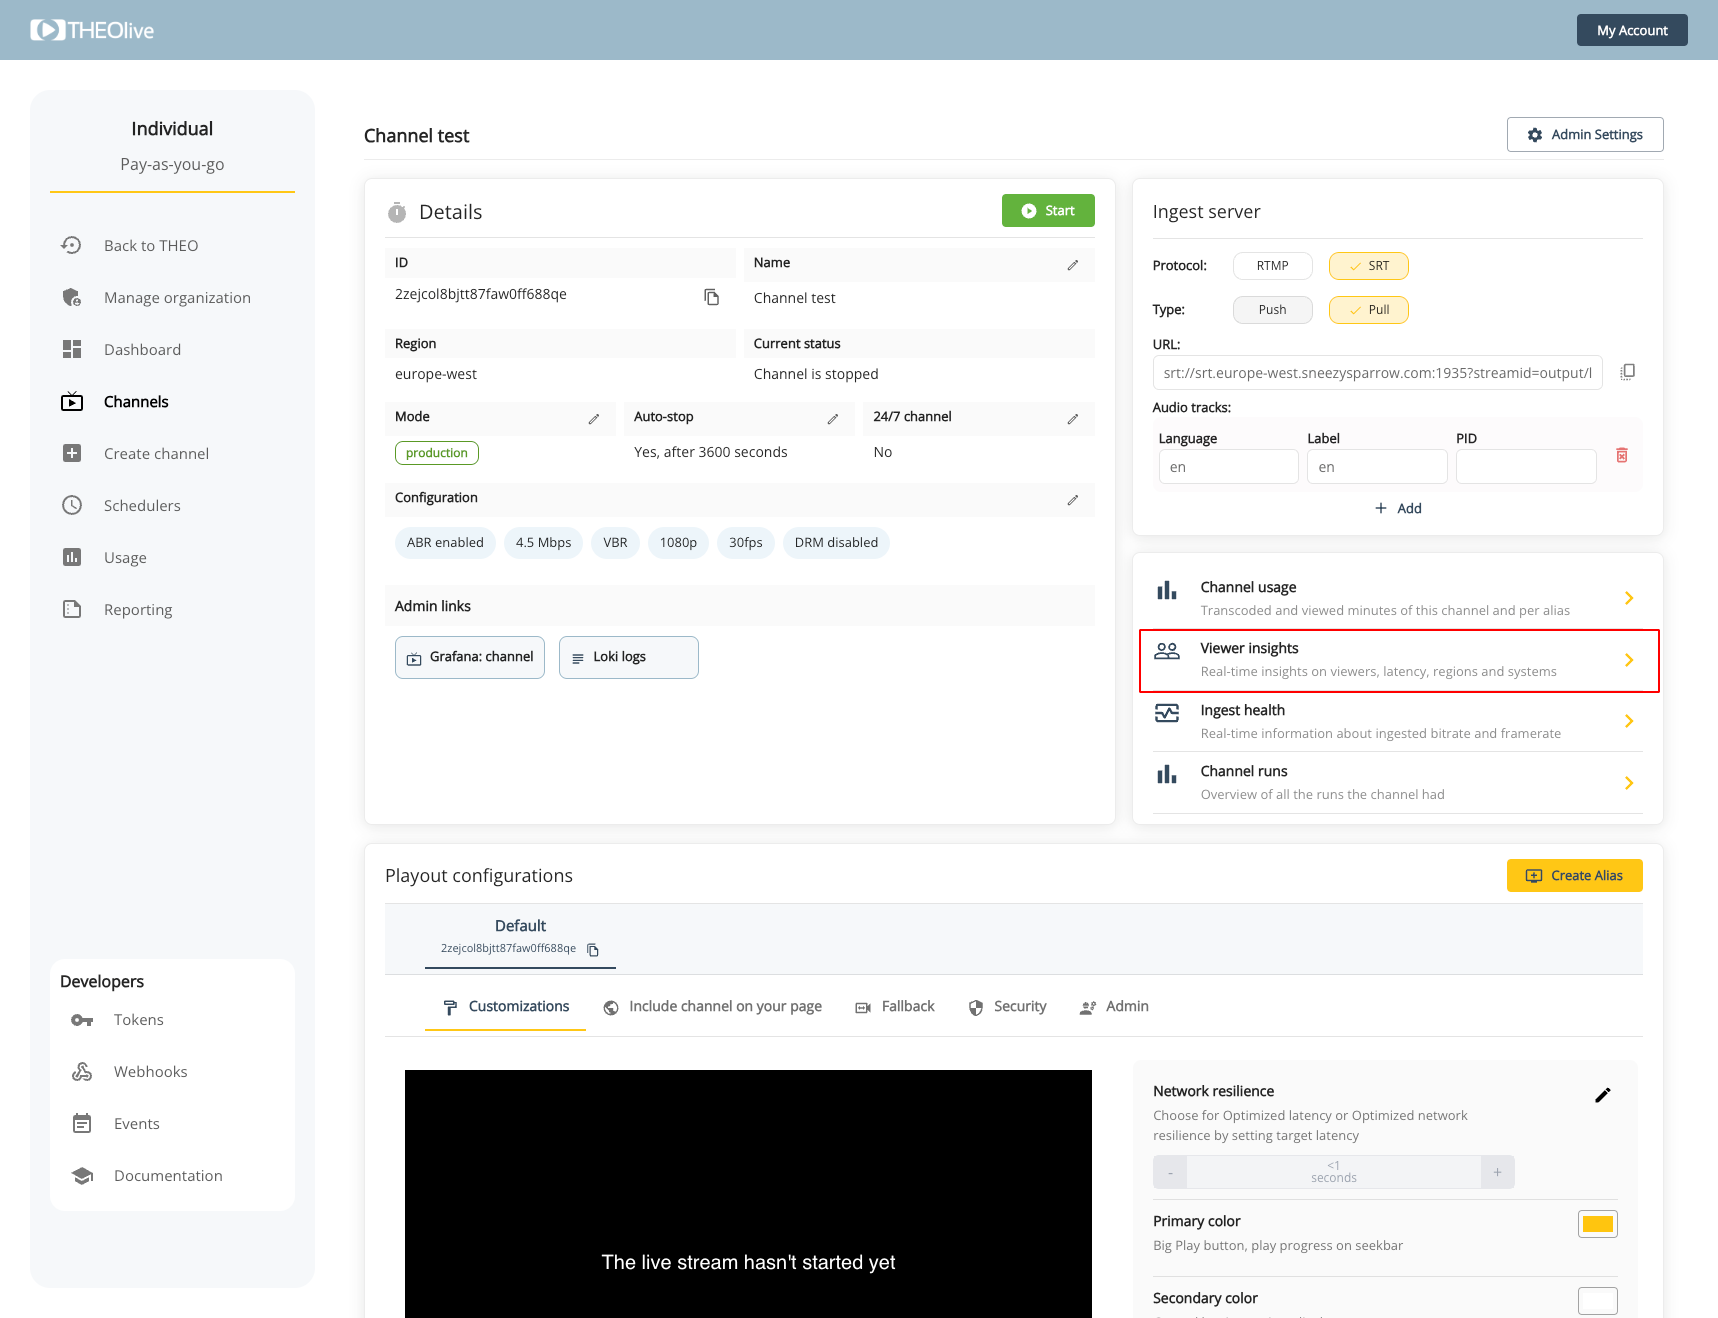 THEOlive
My Account
Individual
Pay-as-you-go
Back to THEO
Manage organization
Dashboard
Channels
Create channel
Schedulers
Usage
Reporting
Developers
Tokens
Webhooks
Events
Documentation
Channel test
Admin Settings
Details
Start
ID
Name
2zejcol8bjtt87faw0ff688qe
Channel test
Region
Current status
europe-west
Channel is stopped
Mode
Auto-stop
24/7 channel
production
Yes, after 3600 seconds
No
Configuration
ABR enabled
4.5 Mbps
VBR
1080p
30fps
DRM disabled
Admin links
Grafana: channel
Loki logs
Ingest server
Protocol:
RTMP
SRT
Type:
Push
Pull
URL:
srt://srt.europe-west.sneezysparrow.com:1935?streamid=output/l
Audio tracks:
Language
Label
PID
en
en
+ Add
Channel usage
Transcoded and viewed minutes of this channel and per alias
Viewer insights
Real-time insights on viewers, latency, regions and systems
Ingest health
Real-time information about ingested bitrate and framerate
Channel runs
Overview of all the runs the channel had
Playout configurations
Create Alias
Default
2zejcol8bjtt87faw0ff688qe
Customizations
Include channel on your page
Fallback
Security
Admin
The live stream hasn't started yet
Network resilience
Choose for Optimized latency or Optimized network
resilience by setting target latency
-
<1
seconds
+
Primary color
Big Play button, play progress on seekbar
Secondary color